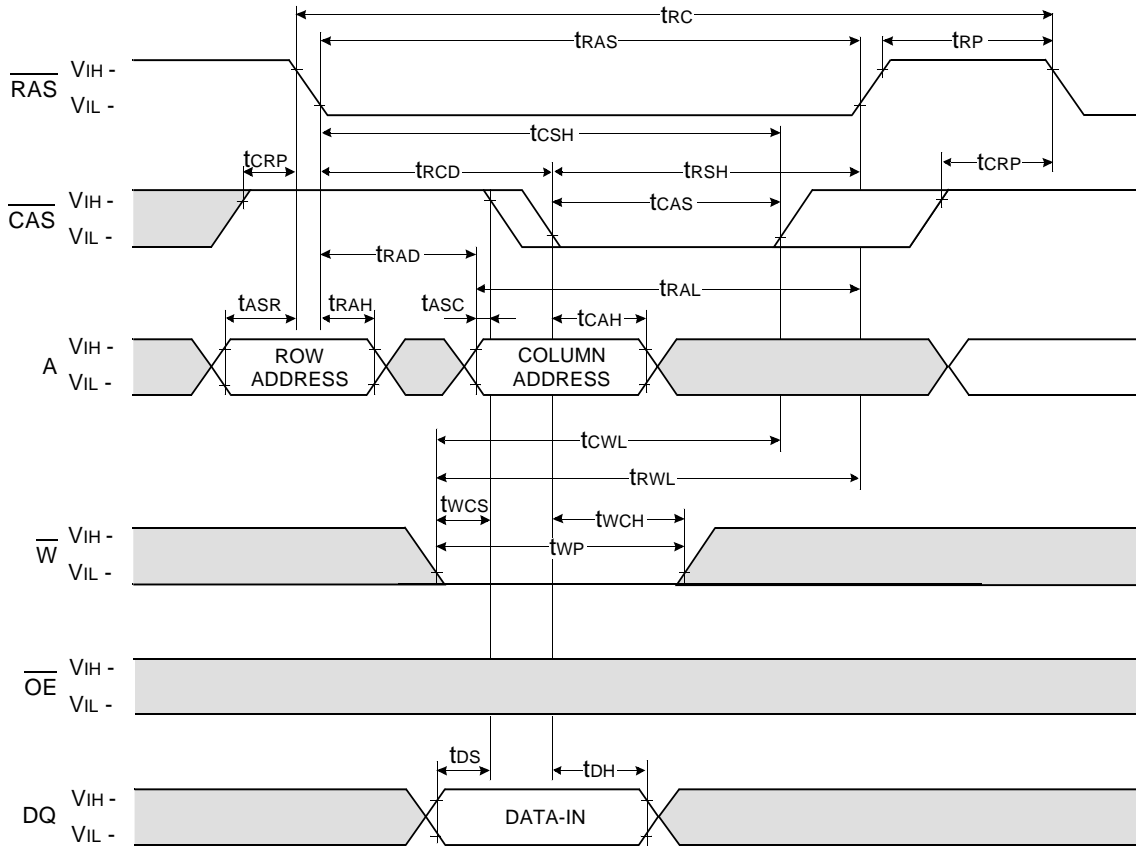 tRC
tRAS
tRP
RAS
VIH -
VIL -
tCSH
tCRP
tRCD
tRSH
tCRP
CAS
VIH -
VIL -
tCAS
tRAD
tRAL
tASR
tRAH
tASC
tCAH
A
VIH -
VIL -
ROW
ADDRESS
COLUMN
ADDRESS
tCWL
tRWL
tWCS
tWCH
W
VIH -
VIL -
tWP
OE
VIH -
VIL -
tDS
tDH
DQ
VIH -
VIL -
DATA-IN